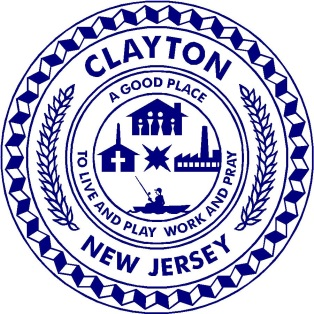 CLAYTON
A GOOD PLACE
TO LIVE AND PLAY WORK AND PRAY
NEW JERSEY